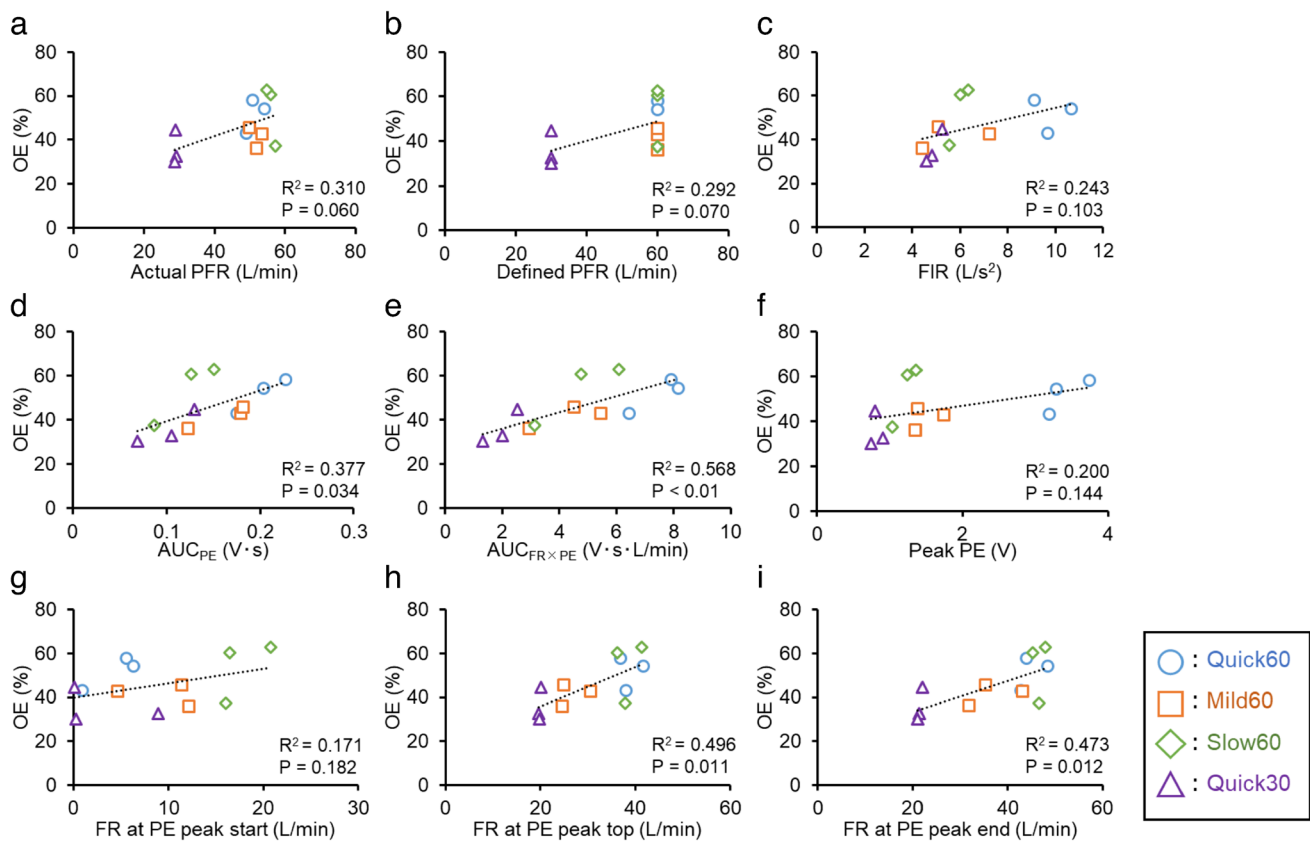 a
80
60
40
20
0
OE (%)
R² = 0.310
P = 0.060
0 20 40 60 80
Actual PFR (L/min)
b
80
60
40
20
0
OE (%)
R² = 0.292
P = 0.070
0 20 40 60 80
Defined PFR (L/min)
c
80
60
40
20
0
OE (%)
R² = 0.243
P = 0.103
0 2 4 6 8 10 12
FIR (L/s²)
d
80
60
40
20
0
OE (%)
R² = 0.377
P = 0.034
0 0.1 0.2 0.3
AUC_PE (V·s)
e
80
60
40
20
0
OE (%)
R² = 0.568
P < 0.01
0 2 4 6 8 10
AUC_FR×PE (V·s·L/min)
f
80
60
40
20
0
OE (%)
R² = 0.200
P = 0.144
0 2 4
Peak PE (V)
g
80
60
40
20
0
OE (%)
R² = 0.171
P = 0.182
0 10 20 30
FR at PE peak start (L/min)
h
80
60
40
20
0
OE (%)
R² = 0.496
P = 0.011
0 20 40 60
FR at PE peak top (L/min)
i
80
60
40
20
0
OE (%)
R² = 0.473
P = 0.012
0 20 40 60
FR at PE peak end (L/min)
: Quick60
: Mild60
: Slow60
: Quick30